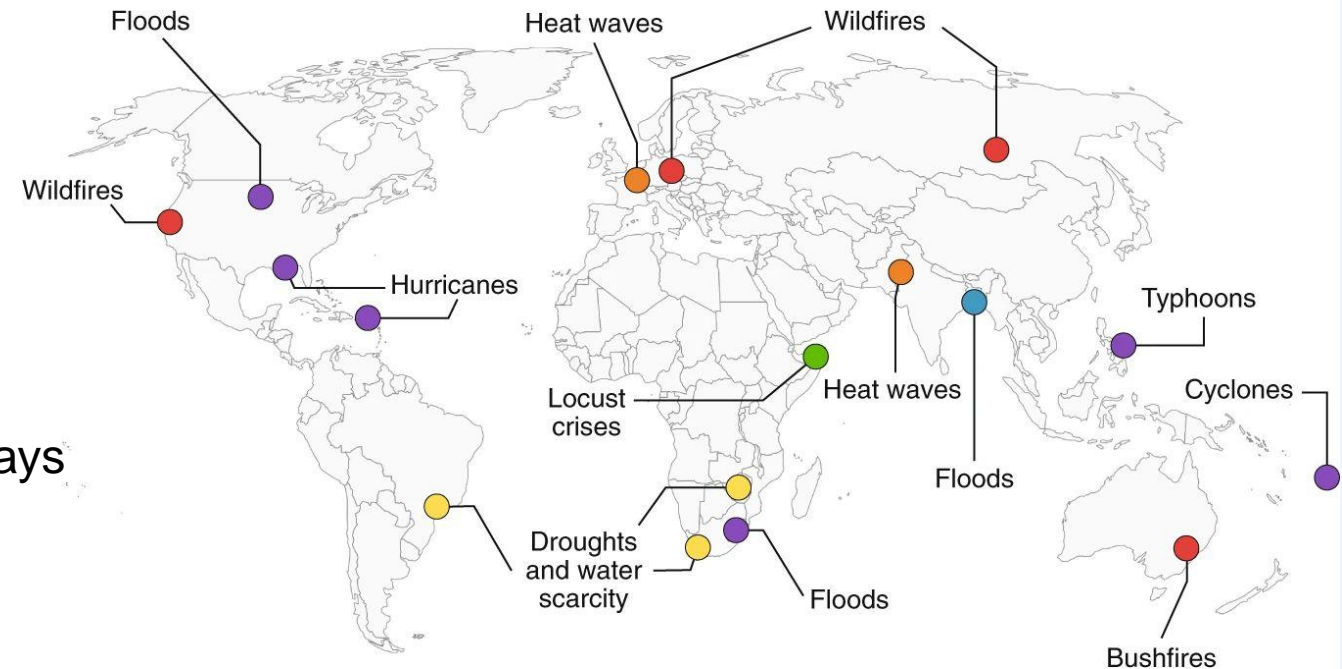 Floods
Heat waves
Wildfires
Wildfires
Hurricanes
Typhoons
Heat waves
Cyclones
Locust
crises
ays
Floods
Droughts
and water
scarcity
Floods
Bushfires